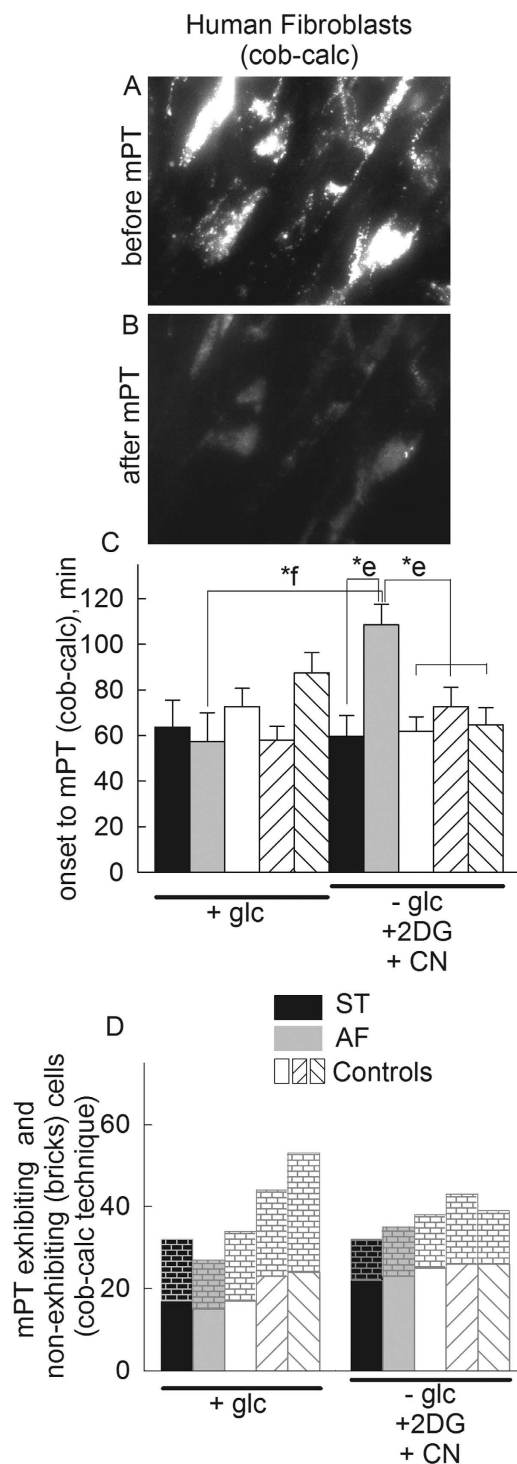 Human Fibroblasts
(cob-calc)
A
before mPT
B
after mPT
C
onset to mPT (cob-calc), min
120
100
80
60
40
20
0
*f
*e
*e
+ glc
- glc
+2DG
+ CN
ST
AF
Controls
D
mPT exhibiting and
non-exhibiting (bricks) cells
(cob-calc technique)
60
40
20
0
+ glc
- glc
+2DG
+ CN